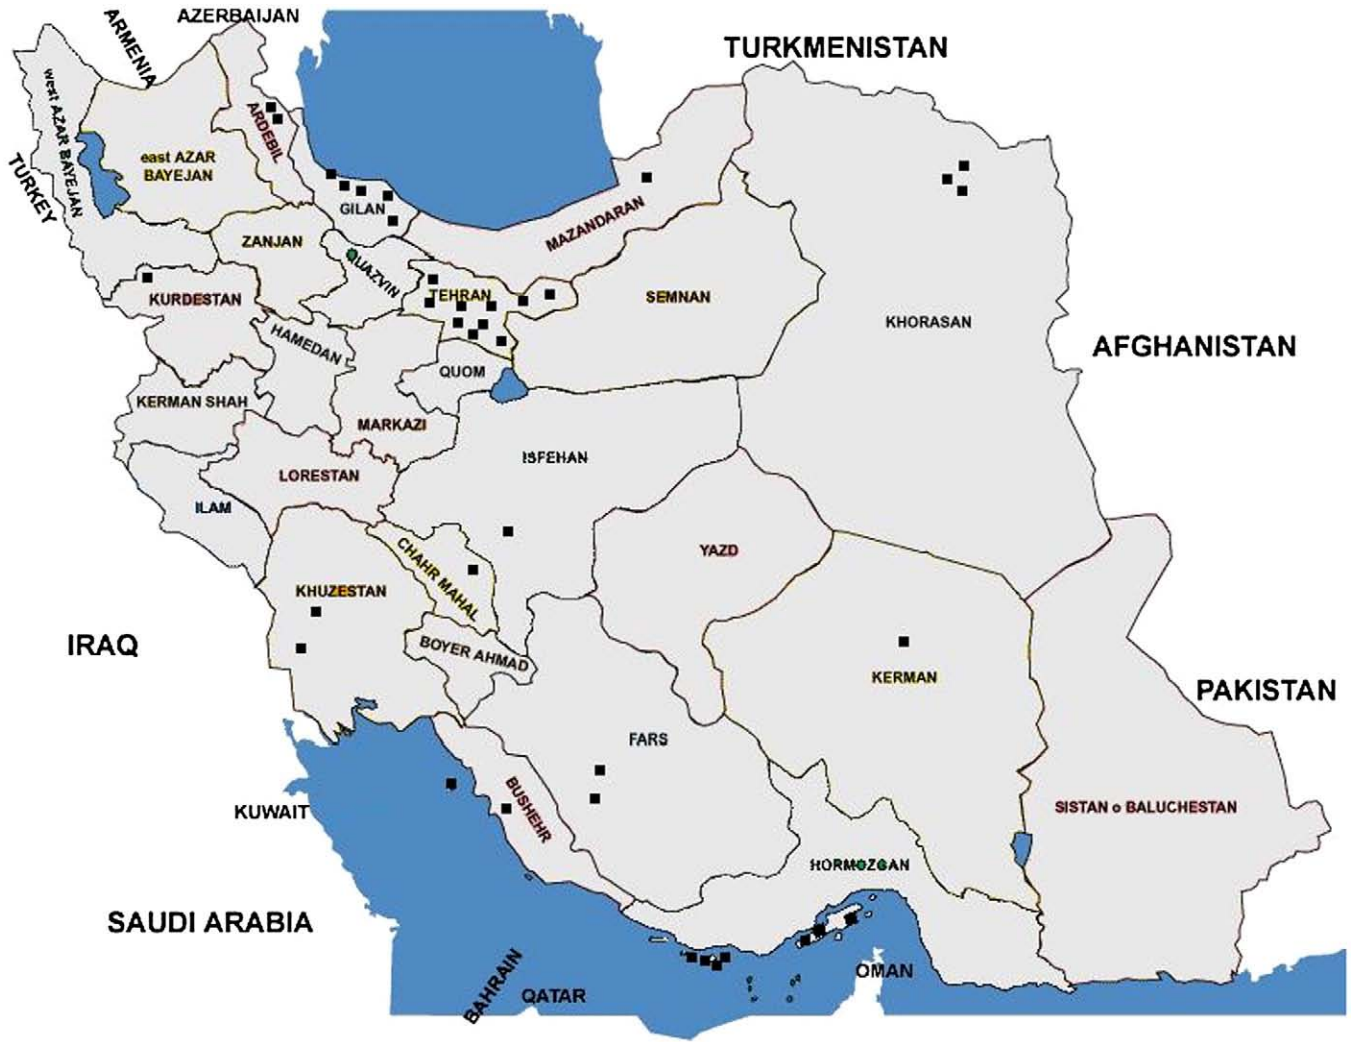 AZERBAIJAN
ARMENIA
TURKMENISTAN
west AZAR BAYEJAN
ARDEBIL
east AZAR
BAYEJAN
TURKEY
GILAN
MAZANDARAN
ZANJAN
QUAZVIN
KURDESTAN
TEHRAN
SEMNAN
KHORASAN
HAMEDAN
AFGHANISTAN
QUOM
KERMAN SHAH
MARKAZI
ISFEHAN
LORESTAN
ILAM
YAZD
CHAHR MAHAL
KHUZESTAN
IRAQ
BOYER AHMAD
KERMAN
PAKISTAN
FARS
BUSHEHR
KUWAIT
SISTAN o BALUCHESTAN
HORMOZGAN
SAUDI ARABIA
BAHRAIN
OMAN
QATAR